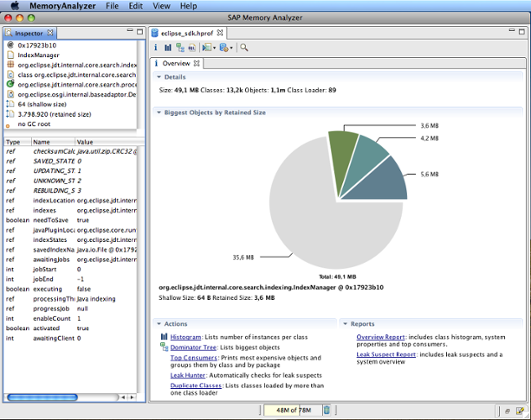 MemoryAnalyzer File Edit View Help
SAP Memory Analyzer
Inspector
0x17923b10
IndexManager
org.eclipse.jdt.internal.core.search.index
class org.eclipse.jdt.internal.core.search
org.eclipse.jdt.internal.core.search.proce
org.eclipse.osgi.internal.baseadaptor.De
64 (shallow size)
3.798.920 (retained size)
no GC root
Type Name Value
ref checksumCalc java.util.zip.CRC32 @
ref SAVED_STATE 0
ref UPDATING_ST 1
ref UNKNOWN_ST 2
ref REBUILDING_S 3
ref indexLocation org.eclipse.jdt.intern
ref indexes org.eclipse.jdt.intern
boolean needToSave true
ref javaPluginLoc org.eclipse.core.run
ref indexStates org.eclipse.jdt.intern
ref savedIndexNa java.io.File @ 0x179
ref awaitingJobs org.eclipse.jdt.intern
int jobStart 0
int jobEnd -1
boolean executing false
ref processingThr Java indexing
ref progressJob null
int enableCount 1
boolean activated true
int awaitingClient 0
eclipse_sdk.hprof
Overview
Details
Size: 49,1 MB Classes: 13,2k Objects: 1,1m Class Loader: 89
Biggest Objects by Retained Size
3,6 MB
4,2 MB
5,6 MB
35,6 MB
Total: 49,1 MB
org.eclipse.jdt.internal.core.search.indexing.IndexManager @ 0x17923b10
Shallow Size: 64 B Retained Size: 3,6 MB
Actions
Histogram: Lists number of instances per class
Dominator Tree: Lists biggest objects
Top Consumers: Prints most expensive objects and
groups them by class and by package
Leak Hunter: Automatically checks for leak suspects
Duplicate Classes: Lists classes loaded by more than
one class loader
Reports
Overview Report: includes class histogram, system
properties and top consumers.
Leak Suspect Report: includes leak suspects and a
system overview
48M of 78M